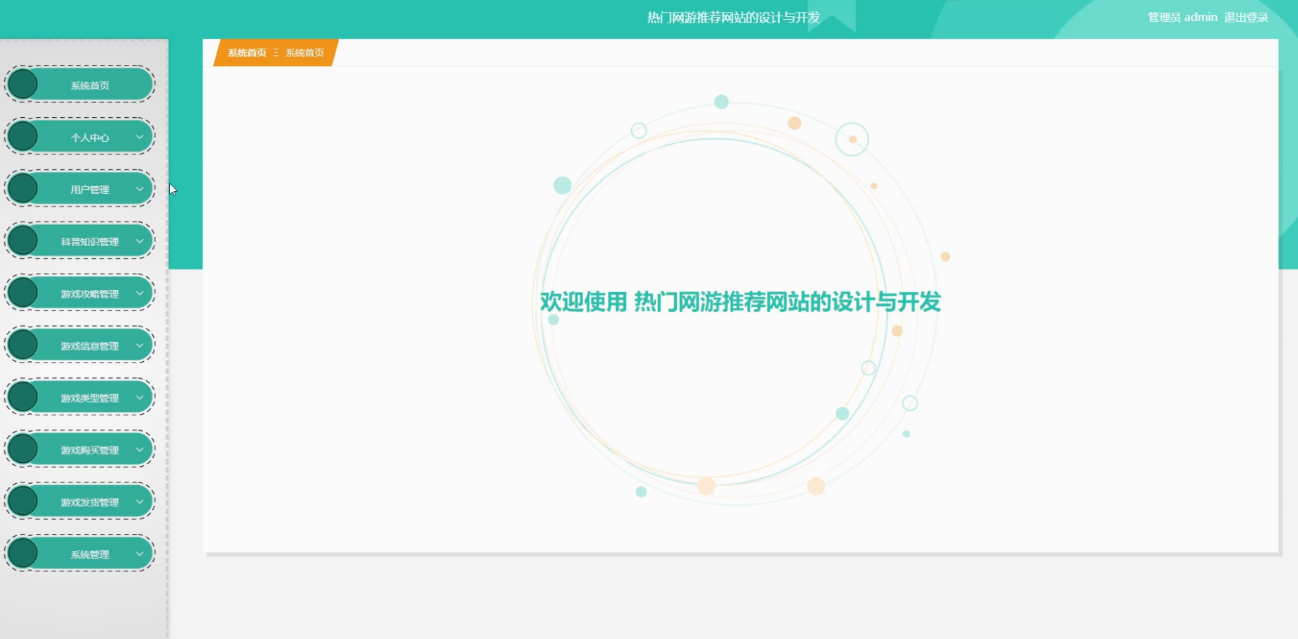 热门网游推荐网站的设计与开发
管理员 admin 退出登录
系统首页 Ξ 系统首页
系统首页
个人中心
用户管理
科普知识管理
游戏攻略管理
游戏信息管理
游戏类型管理
游戏购买管理
游戏发货管理
系统管理
欢迎使用 热门网游推荐网站的设计与开发